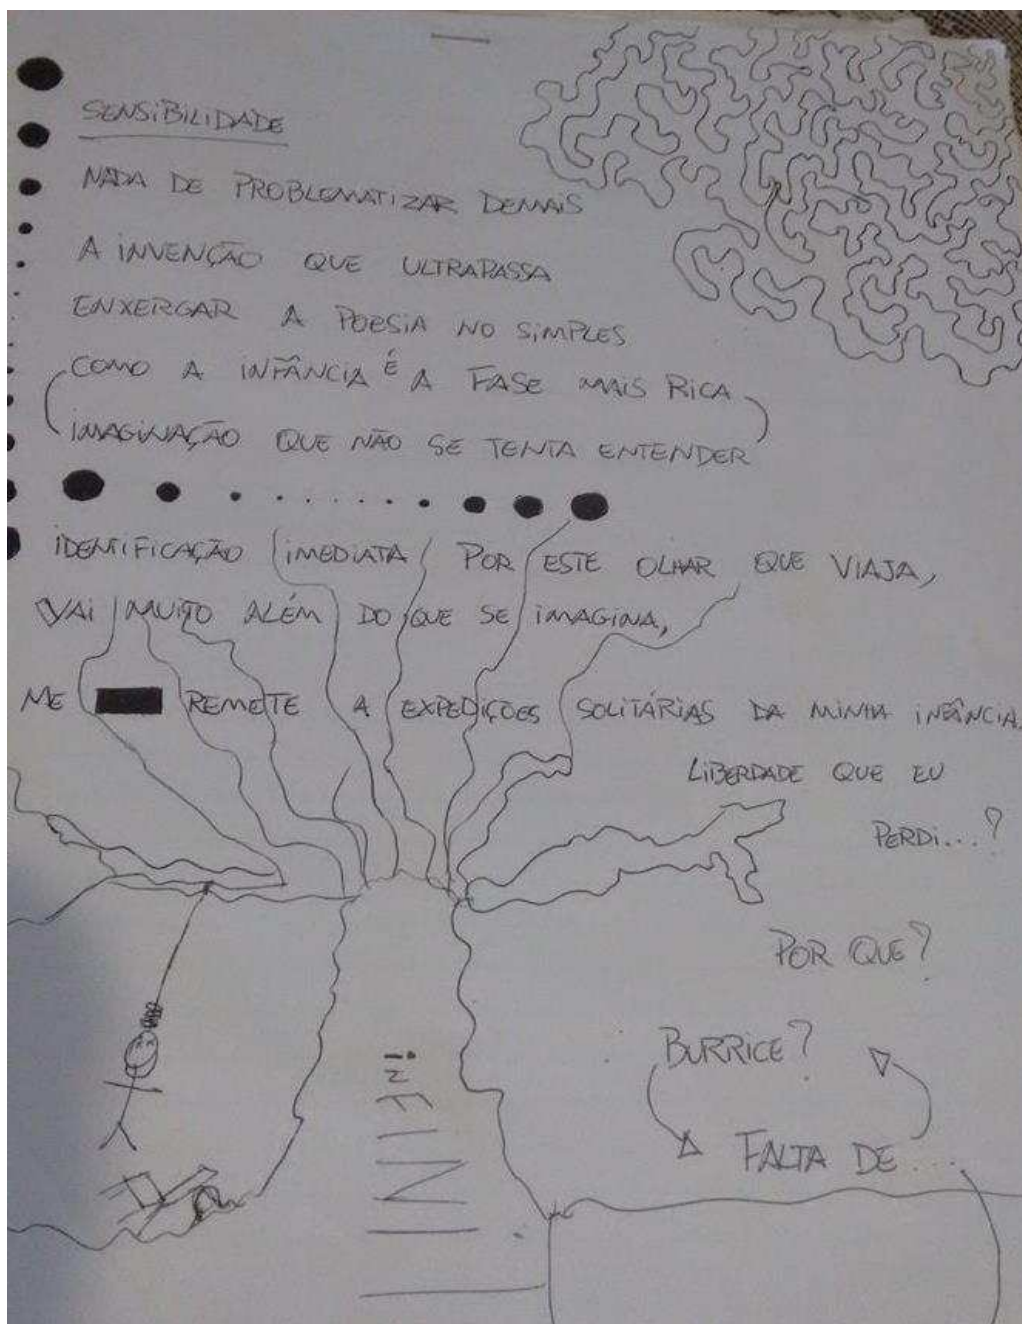 SENSIBILIDADE
NADA DE PROBLEMATIZAR DEMAIS
A INVENÇÃO QUE ULTRAPASSA
ENXERGAR A POESIA NO SIMPLES
COMO A INFÂNCIA É A FASE MAIS RICA
IMAGINAÇÃO QUE NÃO SE TENTA ENTENDER
IDENTIFICAÇÃO IMEDIATA POR ESTE OLHAR QUE VIAJA,
VAI MUITO ALÉM DO QUE SE IMAGINA,
ME REMETE A EXPEDIÇÕES SOLITÁRIAS DA MINHA INFÂNCIA.
LIBERDADE QUE EU
PERDI...?
POR QUE?
BURRICE?
FALTA DE....
INFINI